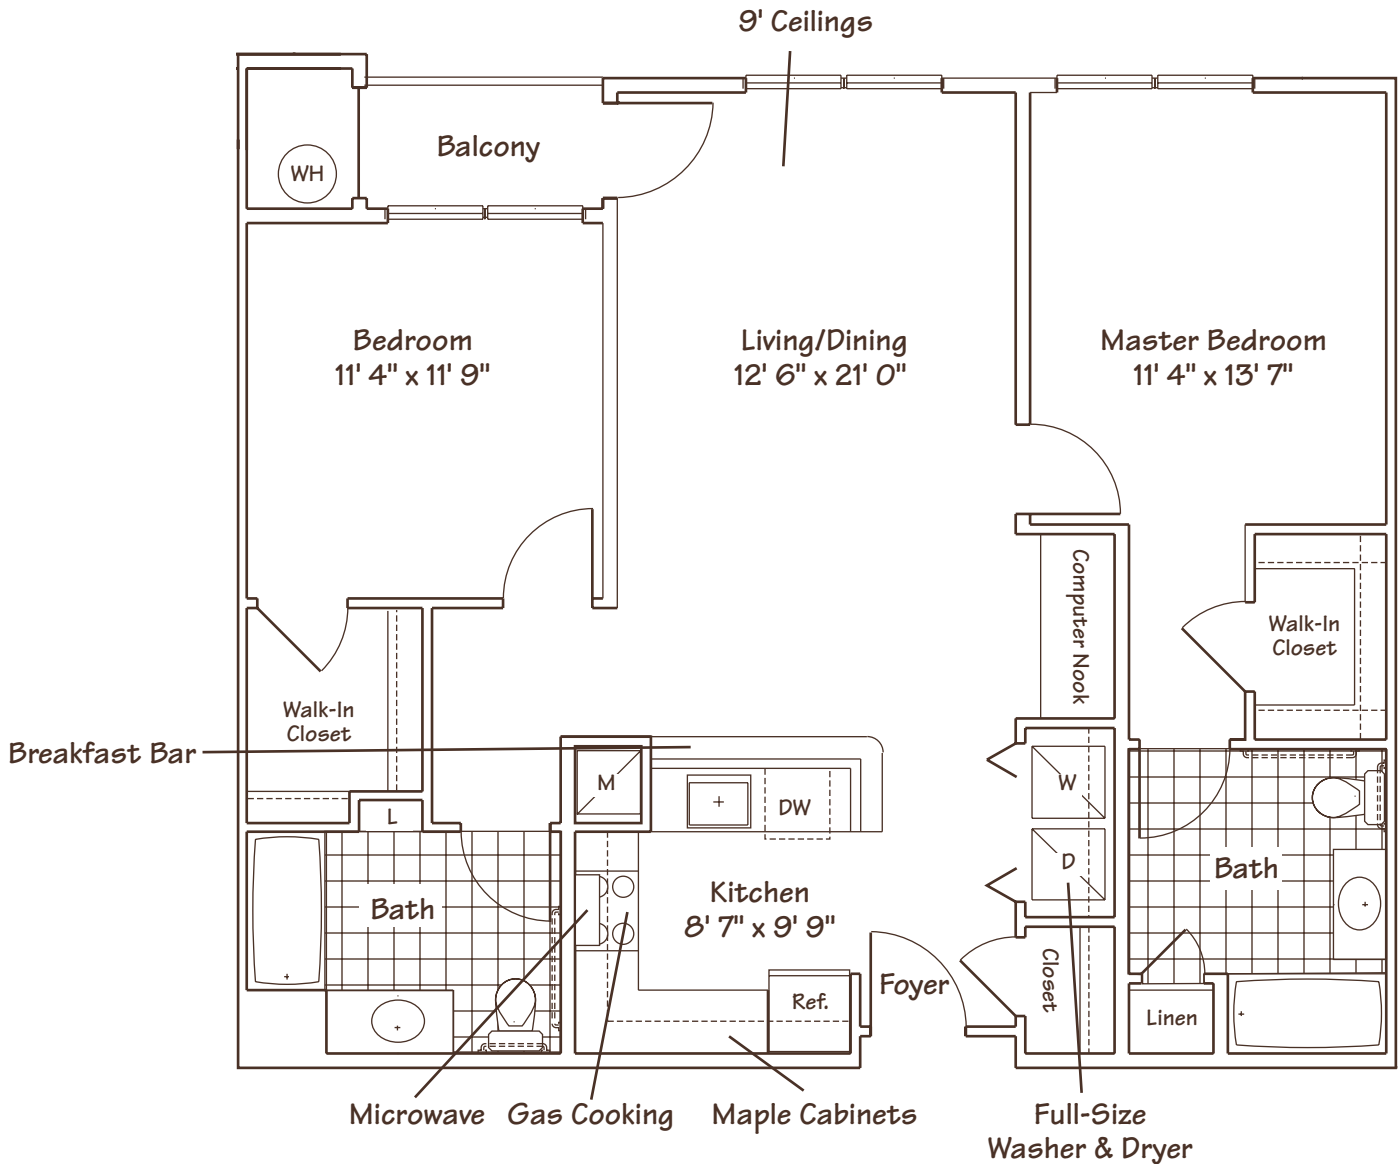 9' Ceilings
Balcony
WH
Bedroom
11' 4" x 11' 9"
Living/Dining
12' 6" x 21' 0"
Master Bedroom
11' 4" x 13' 7"
Computer Nook
Walk-In
Closet
Walk-In
Closet
Breakfast Bar
M
DW
W
L
D
Bath
Kitchen
8' 7" x 9' 9"
Bath
Foyer
Closet
Ref.
Linen
Microwave
Gas Cooking
Maple Cabinets
Full-Size
Washer & Dryer